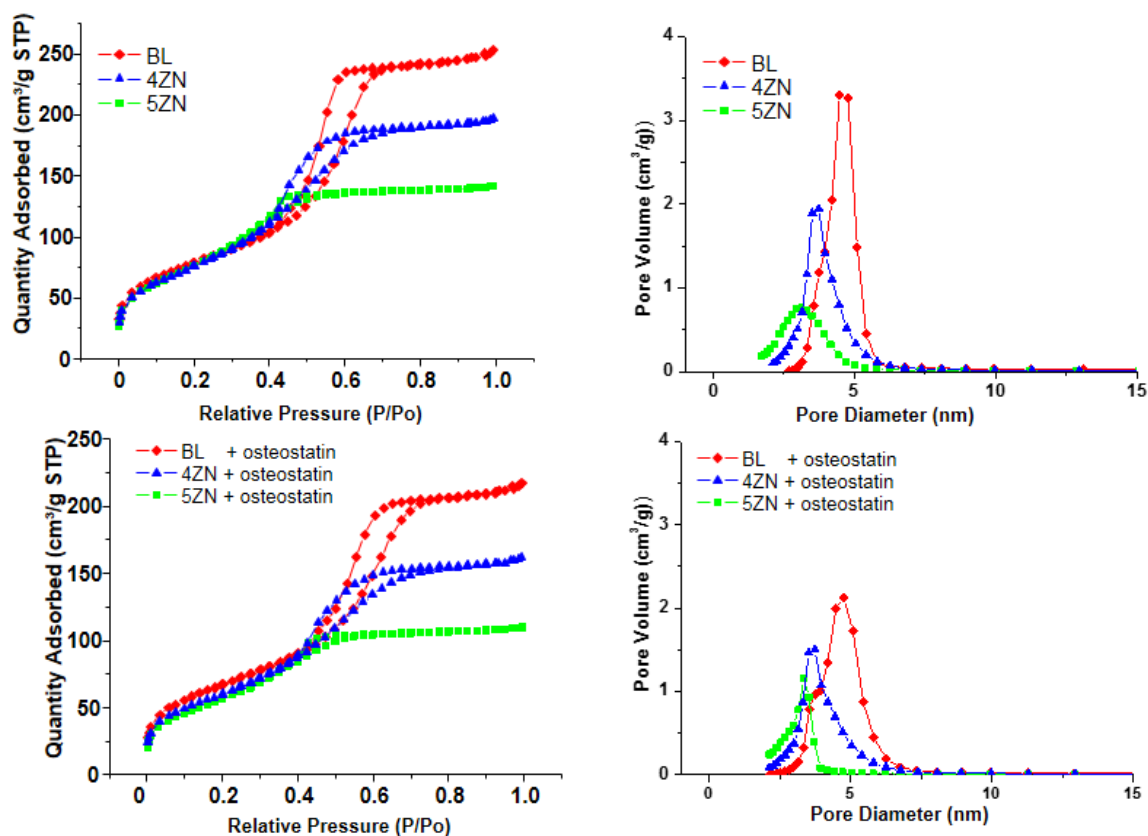 Quantity Adsorbed (cm³/g STP)
250
200
150
100
50
0
BL
4ZN
5ZN
0
0.2
0.4
0.6
0.8
1.0
Relative Pressure (P/Po)
Pore Volume (cm³/g))
4
3
2
1
0
BL
4ZN
5ZN
0
5
10
15
Pore Diameter (nm)
Quantity Adsorbed (cm³/g STP)
250
200
150
100
50
0
BL + osteostatin
4ZN + osteostatin
5ZN + osteostatin
0
0.2
0.4
0.6
0.8
1.0
Relative Pressure (P/Po)
Pore Volume (cm³/g))
4
3
2
1
0
BL + osteostatin
4ZN + osteostatin
5ZN + osteostatin
0
5
10
15
Pore Diameter (nm)